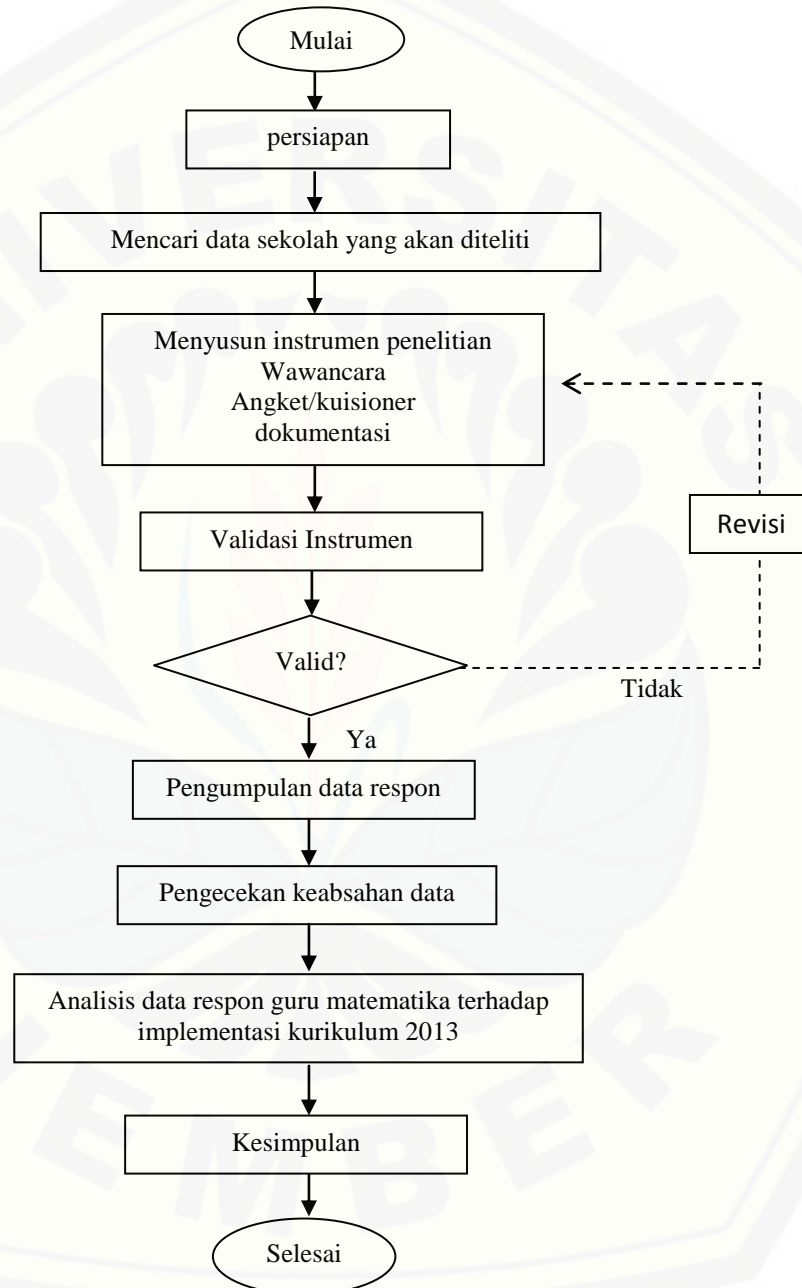 Mulai
persiapan
Mencari data sekolah yang akan diteliti
Menyusun instrumen penelitian
Wawancara
Angket/kuisioner
dokumentasi
Revisi
Validasi Instrumen
Valid?
Tidak
Ya
Pengumpulan data respon
Pengecekan keabsahan data
Analisis data respon guru matematika terhadap
implementasi kurikulum 2013
Kesimpulan
Selesai
UNIVERSITAS
JEMBER